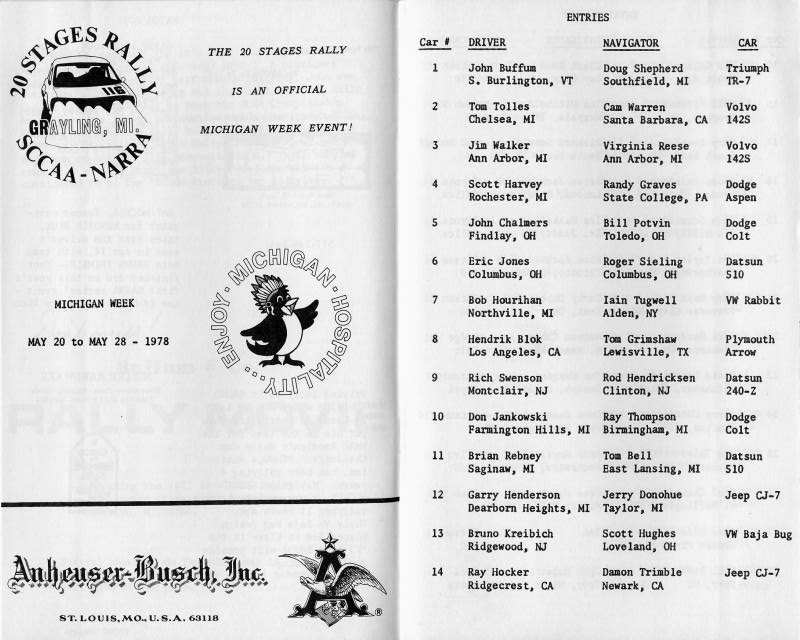 20 STAGES RALLY
116
GRAYLING, MI.
SCCAA-NARRA
THE 20 STAGES RALLY
IS AN OFFICIAL
MICHIGAN WEEK EVENT!
ENJOY · MICHIGAN · HOSPITALITY...
MICHIGAN WEEK
MAY 20 to MAY 28 - 1978
Anheuser-Busch, Inc.
ST. LOUIS, MO., U.S.A. 63118
A
®
ENTRIES
Car # DRIVER NAVIGATOR CAR
1 John Buffum Doug Shepherd Triumph
S. Burlington, VT Southfield, MI TR-7
2 Tom Tolles Cam Warren Volvo
Chelsea, MI Santa Barbara, CA 142S
3 Jim Walker Virginia Reese Volvo
Ann Arbor, MI Ann Arbor, MI 142S
4 Scott Harvey Randy Graves Dodge
Rochester, MI State College, PA Aspen
5 John Chalmers Bill Potvin Dodge
Findlay, OH Toledo, OH Colt
6 Eric Jones Roger Sieling Datsun
Columbus, OH Columbus, OH 510
7 Bob Hourihan Iain Tugwell VW Rabbit
Northville, MI Alden, NY
8 Hendrik Blok Tom Grimshaw Plymouth
Los Angeles, CA Lewisville, TX Arrow
9 Rich Swenson Rod Hendricksen Datsun
Montclair, NJ Clinton, NJ 240-Z
10 Don Jankowski Ray Thompson Dodge
Farmington Hills, MI Birmingham, MI Colt
11 Brian Rebney Tom Bell Datsun
Saginaw, MI East Lansing, MI 510
12 Garry Henderson Jerry Donohue Jeep CJ-7
Dearborn Heights, MI Taylor, MI
13 Bruno Kreibich Scott Hughes VW Baja Bug
Ridgewood, NJ Loveland, OH
14 Ray Hocker Damon Trimble Jeep CJ-7
Ridgecrest, CA Newark, CA